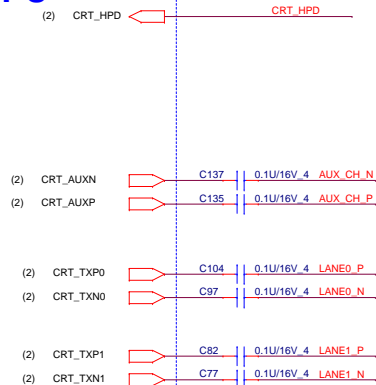 (2) CRT_HPD CRT_HPD
(2) CRT_AUXN C137 0.1U/16V_4 AUX_CH_N
(2) CRT_AUXP C135 0.1U/16V_4 AUX_CH_P
(2) CRT_TXP0 C104 0.1U/16V_4 LANE0_P
(2) CRT_TXN0 C97 0.1U/16V_4 LANE0_N
(2) CRT_TXP1 C82 0.1U/16V_4 LANE1_P
(2) CRT_TXN1 C77 0.1U/16V_4 LANE1_N